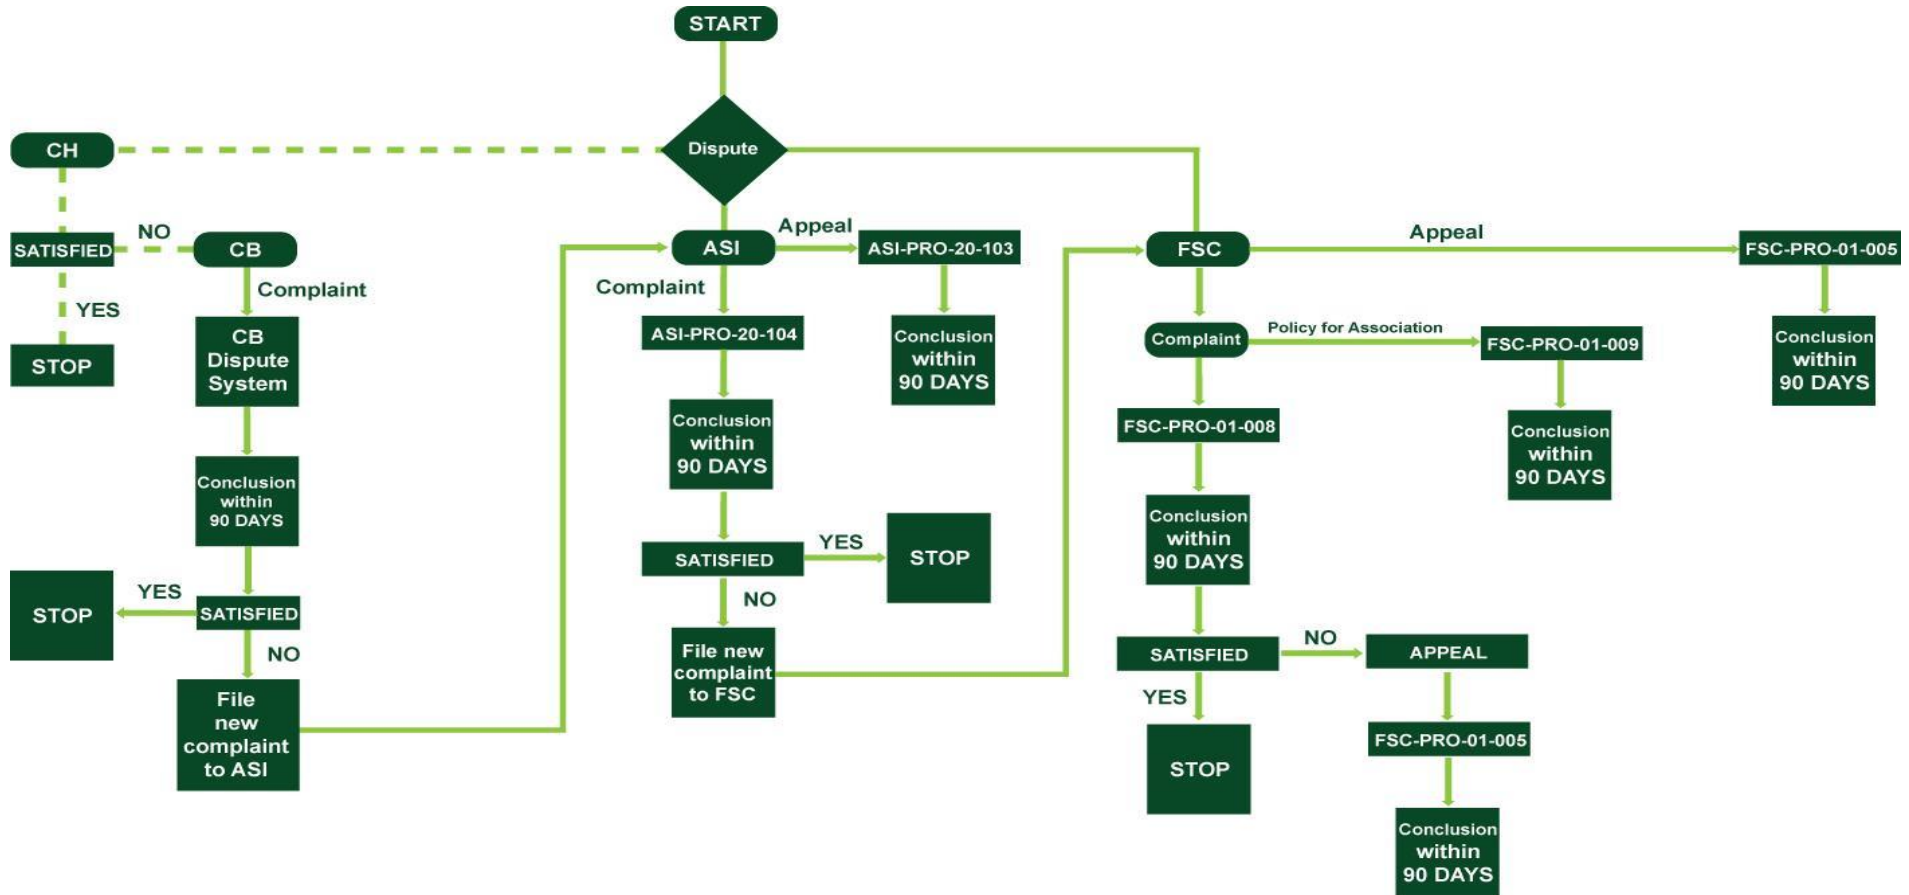 START
CH
Dispute
SATISFIED
NO
CB
YES
Complaint
STOP
CB
Dispute
System
Conclusion
within
90 DAYS
YES
SATISFIED
STOP
NO
File
new
complaint
to ASI
ASI
Appeal
ASI-PRO-20-103
Conclusion
within
90 DAYS
Complaint
ASI-PRO-20-104
Conclusion
within
90 DAYS
SATISFIED
YES
STOP
NO
File new
complaint
to FSC
FSC
Appeal
FSC-PRO-01-005
Conclusion
within
90 DAYS
Complaint
Policy for Association
FSC-PRO-01-009
Conclusion
within
90 DAYS
FSC-PRO-01-008
Conclusion
within
90 DAYS
SATISFIED
NO
APPEAL
YES
STOP
FSC-PRO-01-005
Conclusion
within
90 DAYS